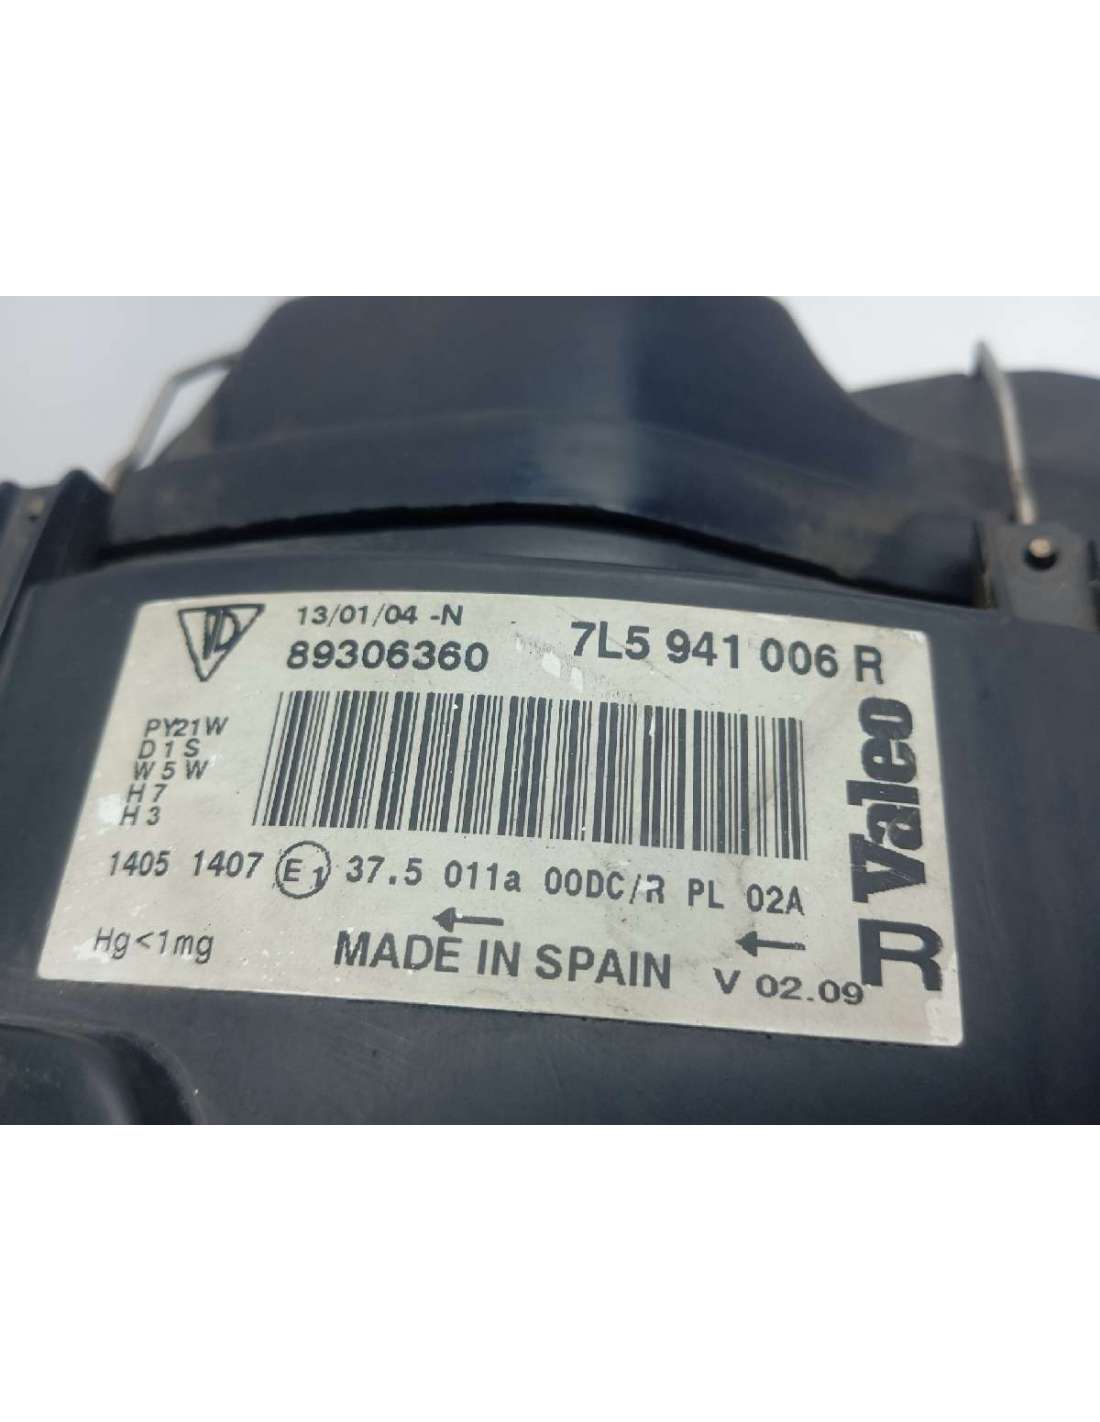 13/01/04 -N
89306360
7L5 941 006 R
PY21W
D1S
W5W
H7
H3
Valeo
R
1405 1407 E1 37.5 011a 00DC/R PL 02A
Hg<1mg
MADE IN SPAIN
V 02.09